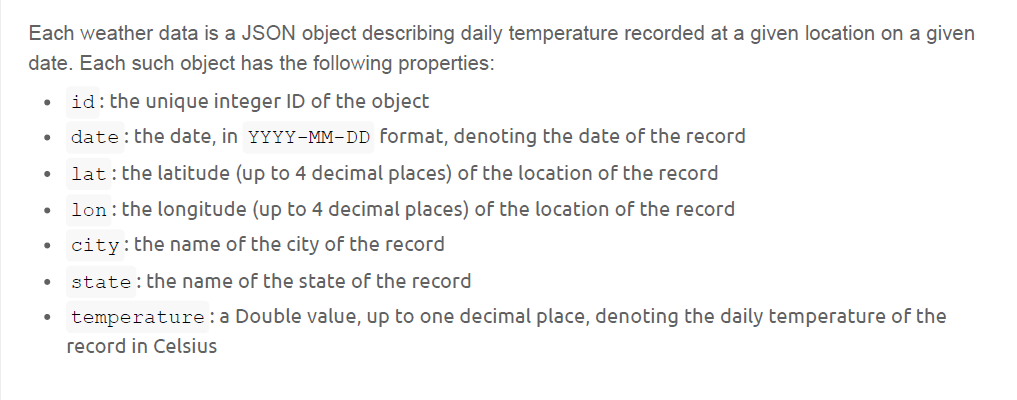 Each weather data is a JSON object describing daily temperature recorded at a given location on a given
date. Each such object has the following properties:
• id: the unique integer ID of the object
• date: the date, in YYYY-MM-DD format, denoting the date of the record
• lat: the latitude (up to 4 decimal places) of the location of the record
• lon: the longitude (up to 4 decimal places) of the location of the record
• city: the name of the city of the record
• state: the name of the state of the record
• temperature: a Double value, up to one decimal place, denoting the daily temperature of the
record in Celsius